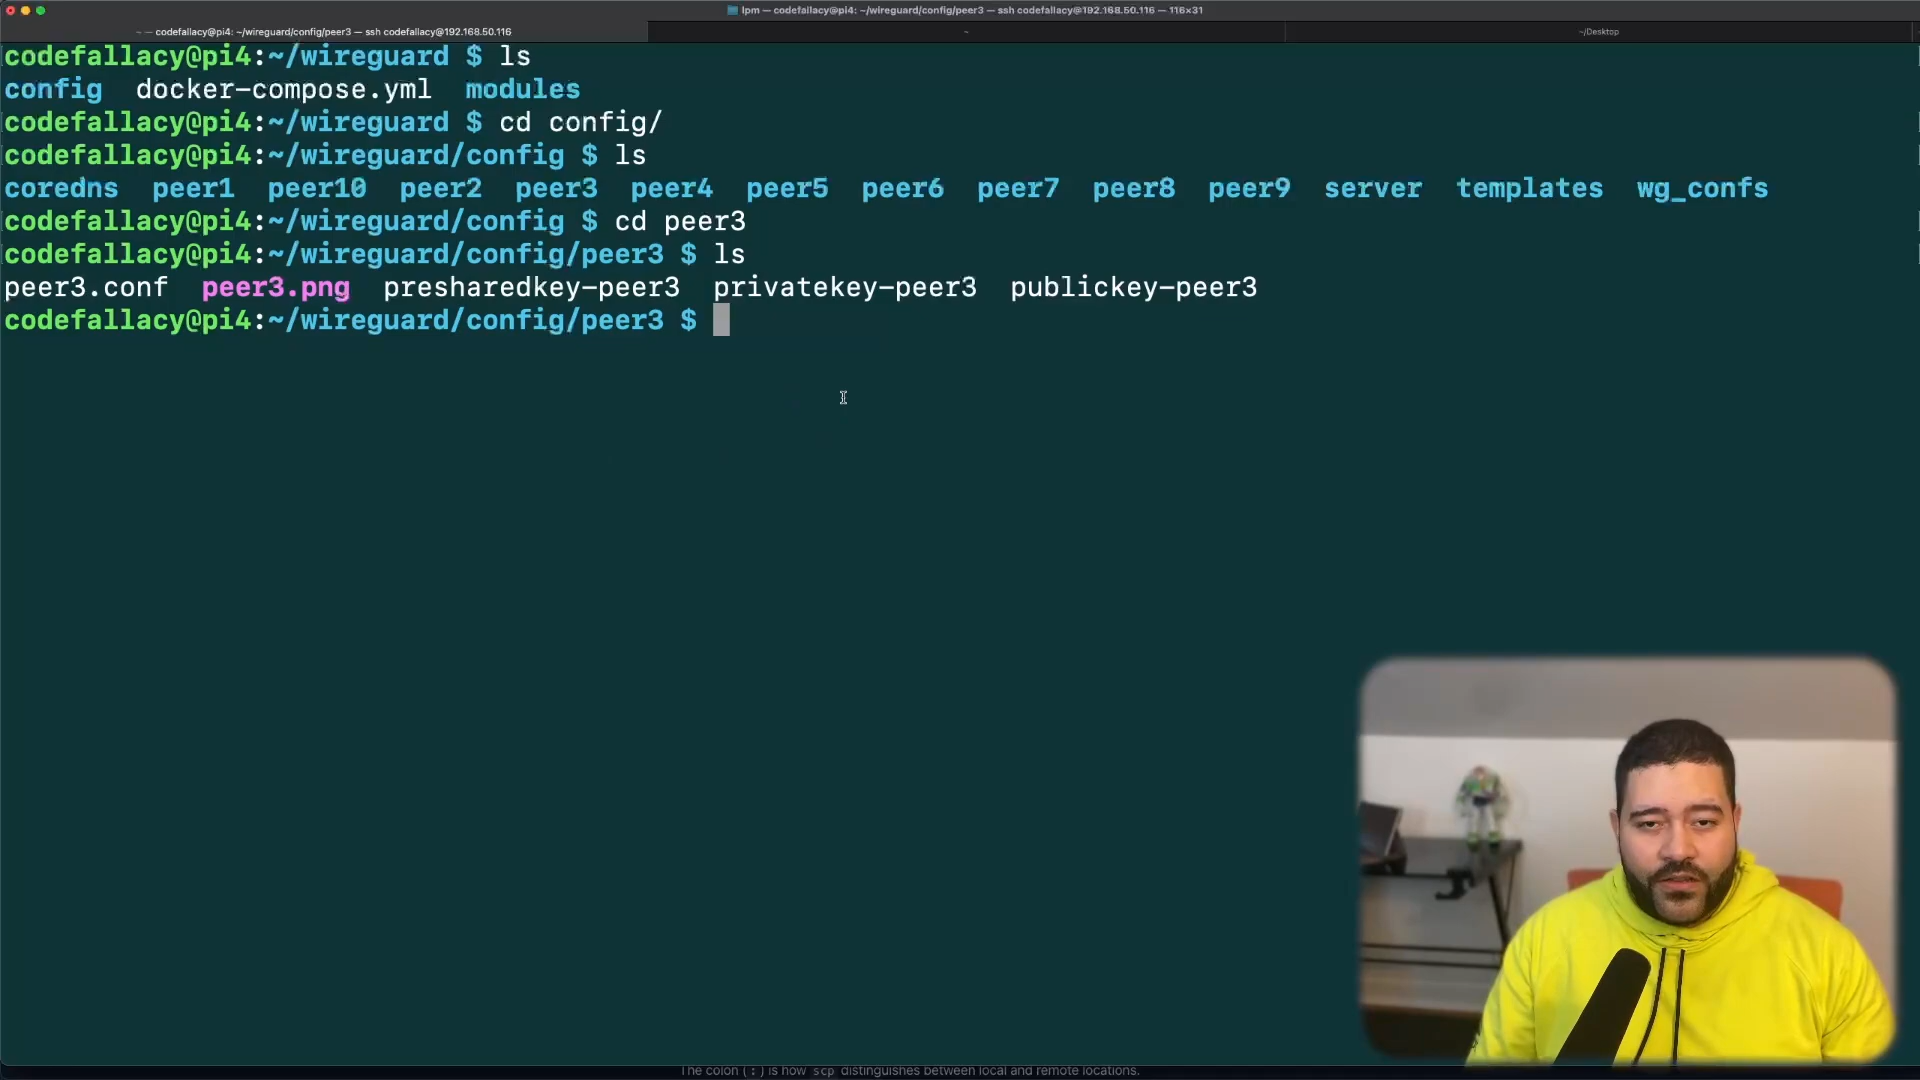 lpm — codefallacy@pi4: ~/wireguard/config/peer3 — ssh codefallacy@192.168.50.116 — 116×31
~ — codefallacy@pi4: ~/wireguard/config/peer3 — ssh codefallacy@192.168.50.116
~
~/Desktop
codefallacy@pi4:~/wireguard $ ls
config docker-compose.yml modules
codefallacy@pi4:~/wireguard $ cd config/
codefallacy@pi4:~/wireguard/config $ ls
coredns peer1 peer10 peer2 peer3 peer4 peer5 peer6 peer7 peer8 peer9 server templates wg_confs
codefallacy@pi4:~/wireguard/config $ cd peer3
codefallacy@pi4:~/wireguard/config/peer3 $ ls
peer3.conf peer3.png presharedkey-peer3 privatekey-peer3 publickey-peer3
codefallacy@pi4:~/wireguard/config/peer3 $
The colon (:) is how scp distinguishes between local and remote locations.